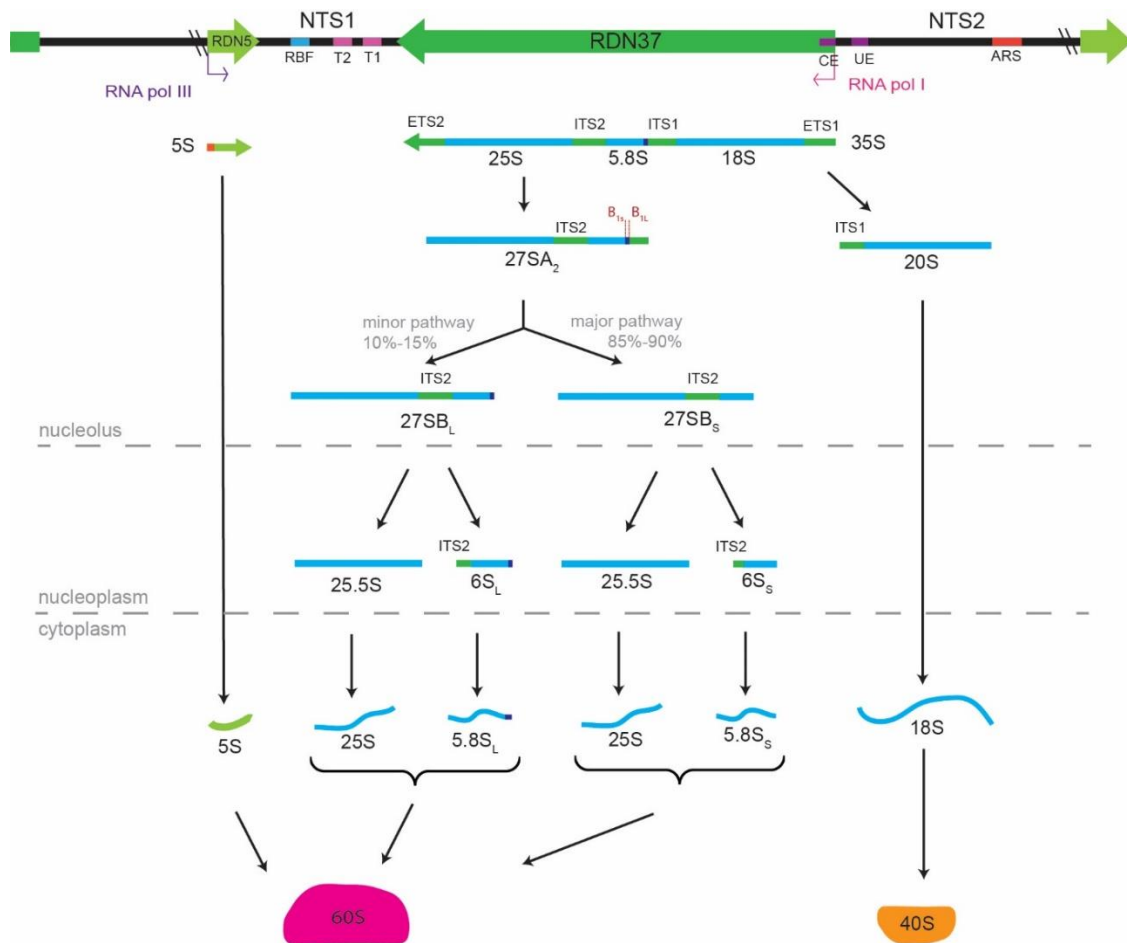 NTS1
NTS2
RDN5
RDN37
RBF
T2
T1
CE
UE
ARS
RNA pol III
RNA pol I
5S
ETS2
ITS2
ITS1
ETS1
25S
5.8S
18S
35S
B1s
B1L
ITS2
27SA2
ITS1
20S
minor pathway
10%-15%
major pathway
85%-90%
ITS2
27SBL
ITS2
27SBS
nucleolus
25.5S
ITS2
6SL
25.5S
ITS2
6SS
nucleoplasm
cytoplasm
5S
25S
5.8SL
25S
5.8SS
18S
60S
40S